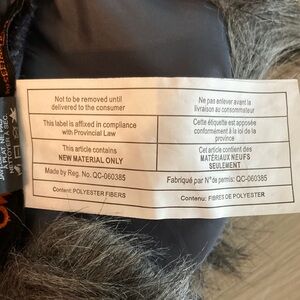 Not to be removed until
delivered to the consumer
Ne pas enlever avant la
livraison au consommateur
This label is affixed in compliance
with Provincial Law
Cette étiquette est apposée
conformément à la loi de la
province
This article contains
NEW MATERIAL ONLY
Cet article contient des
MATÉRIAUX NEUFS
SEULEMENT
Made by Reg. No. QC-060385
Fabriqué par N° de permis: QC-060385
Content: POLYESTER FIBERS
Contenu: FIBRES DE POLYESTER